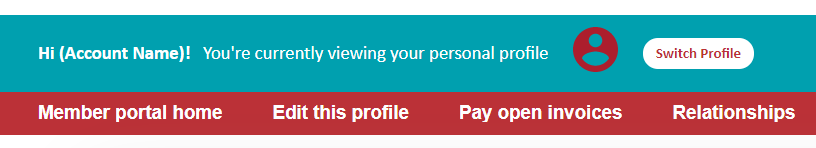 Hi (Account Name)! You're currently viewing your personal profile Switch Profile
Member portal home Edit this profile Pay open invoices Relationships